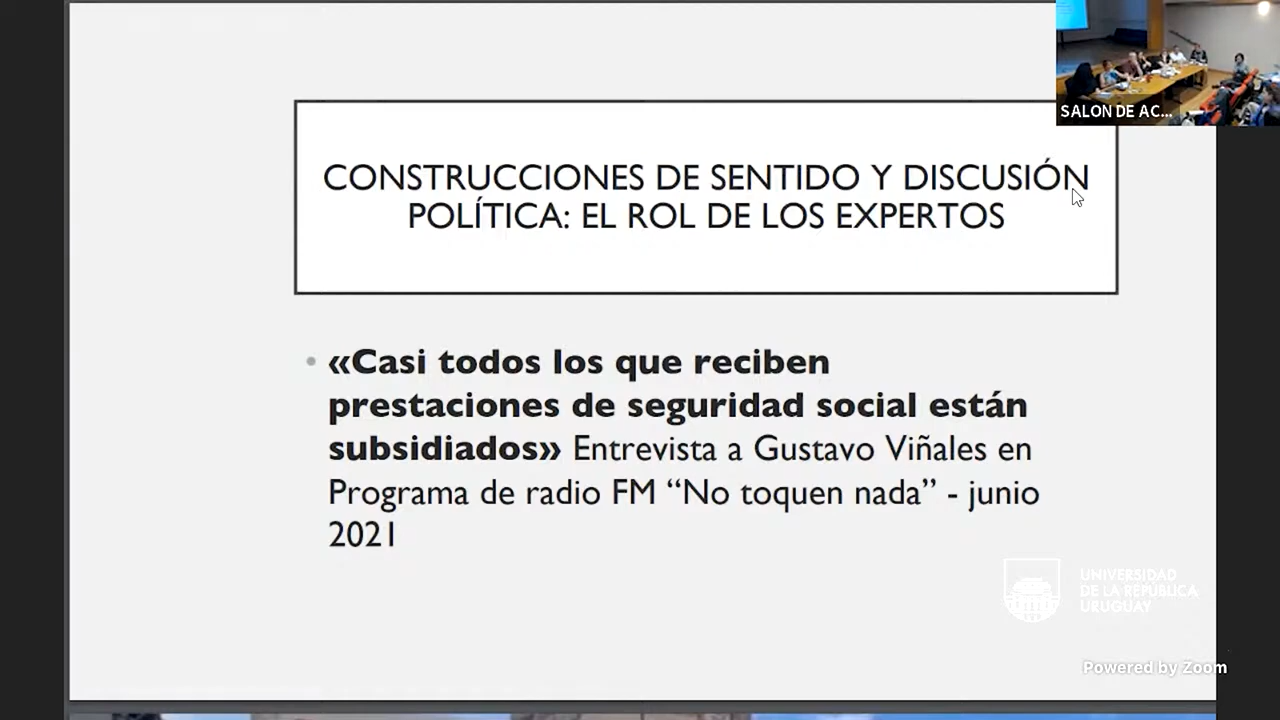 SALON DE AC...
CONSTRUCCIONES DE SENTIDO Y DISCUSIÓN
POLÍTICA: EL ROL DE LOS EXPERTOS
• «Casi todos los que reciben
prestaciones de seguridad social están
subsidiados» Entrevista a Gustavo Viñales en
Programa de radio FM “No toquen nada” - junio
2021
UNIVERSIDAD
DE LA REPÚBLICA
URUGUAY
Powered by Zoom